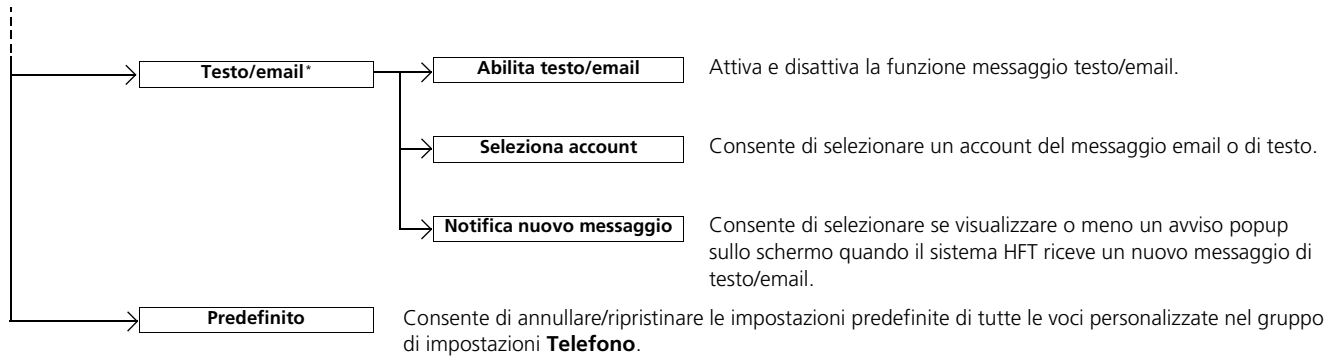 Testo/email*
Abilita testo/email
Attiva e disattiva la funzione messaggio testo/email.
Seleziona account
Consente di selezionare un account del messaggio email o di testo.
Notifica nuovo messaggio
Consente di selezionare se visualizzare o meno un avviso popup
sullo schermo quando il sistema HFT riceve un nuovo messaggio di
testo/email.
Predefinito
Consente di annullare/ripristinare le impostazioni predefinite di tutte le voci personalizzate nel gruppo
di impostazioni Telefono.